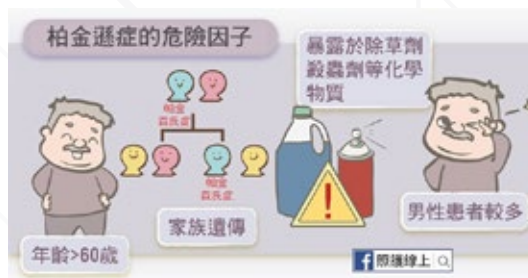 柏金遜症的危險因子
暴露於除草劑
殺蟲劑等化學
物質
柏金
遜氏症
柏金
遜氏症
家族遺傳
年齡>60歲
男性患者較多
f 照護線上